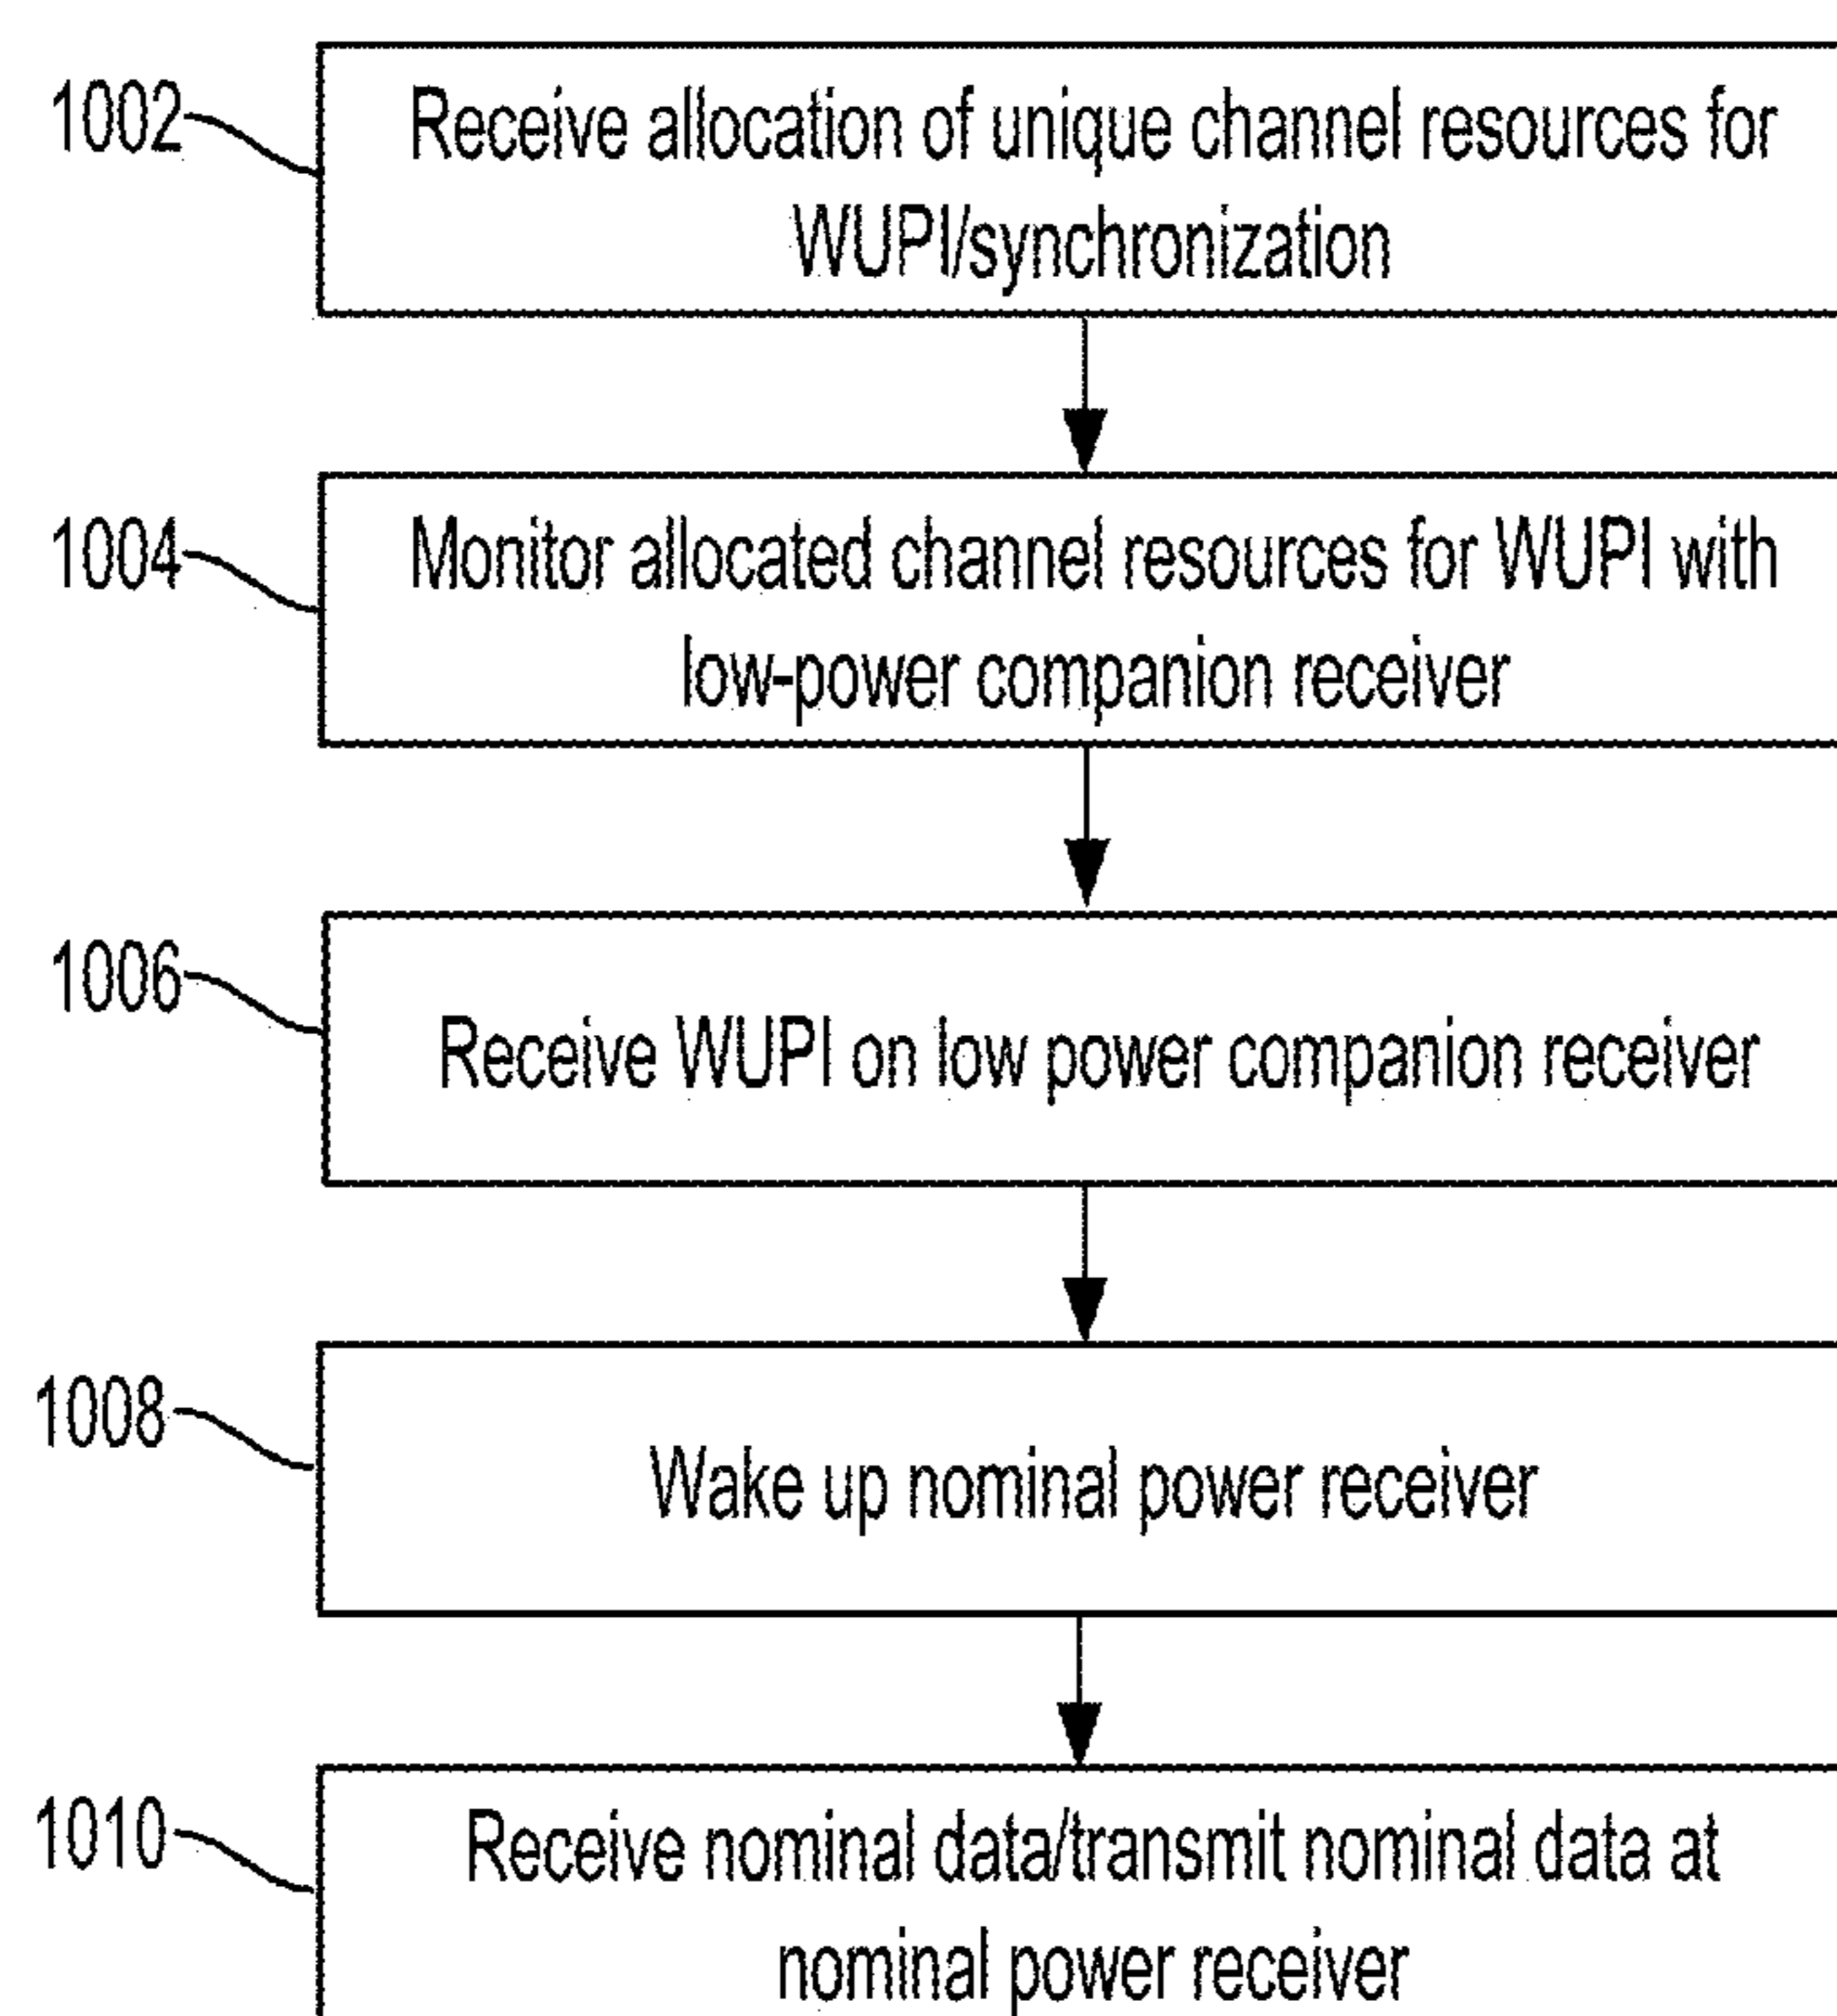 1002
Receive allocation of unique channel resources for
WUPI/synchronization
1004
Monitor allocated channel resources for WUPI with
low-power companion receiver
1006
Receive WUPI on low power companion receiver
1008
Wake up nominal power receiver
1010
Receive nominal data/transmit nominal data at
nominal power receiver